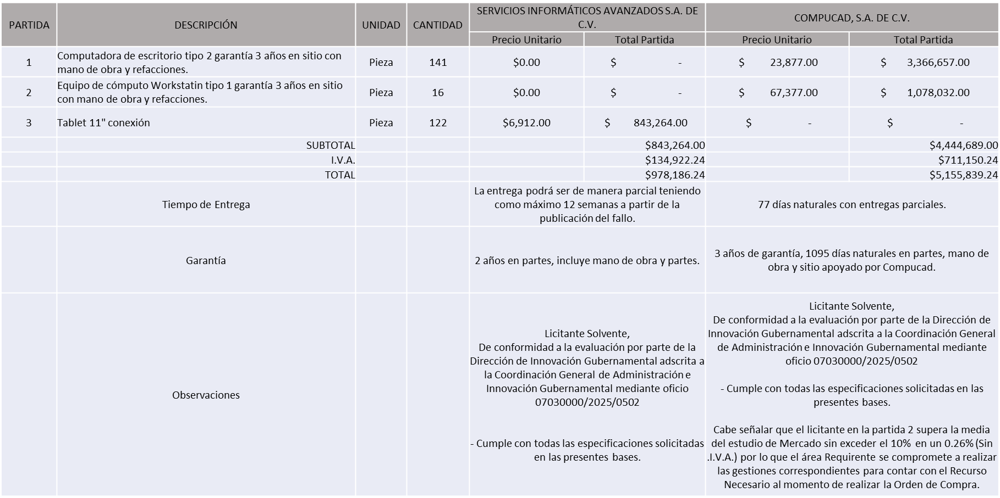 PARTIDA DESCRIPCIÓN UNIDAD CANTIDAD SERVICIOS INFORMÁTICOS AVANZADOS S.A. DE
C.V. COMPUCAD, S.A. DE C.V.
Precio Unitario Total Partida Precio Unitario Total Partida
1 Computadora de escritorio tipo 2 garantía 3 años en sitio con
mano de obra y refacciones. Pieza 141 $0.00 $ - $ 23,877.00 $ 3,366,657.00
2 Equipo de cómputo Workstatin tipo 1 garantía 3 años en sitio
con mano de obra y refacciones. Pieza 16 $0.00 $ - $ 67,377.00 $ 1,078,032.00
3 Tablet 11" conexión Pieza 122 $6,912.00 $ 843,264.00 $ - $ -
SUBTOTAL $843,264.00 $4,444,689.00
I.V.A. $134,922.24 $711,150.24
TOTAL $978,186.24 $5,155,839.24
Tiempo de Entrega
La entrega podrá ser de manera parcial teniendo
como máximo 12 semanas a partir de la
publicación del fallo.
77 días naturales con entregas parciales.
Garantía
2 años en partes, incluye mano de obra y partes.
3 años de garantía, 1095 días naturales en partes, mano de
obra y sitio apoyado por Compucad.
Observaciones
Licitante Solvente,
De conformidad a la evaluación por parte de la
Dirección de Innovación Gubernamental adscrita a
la Coordinación General de Administración e
Innovación Gubernamental mediante oficio
07030000/2025/0502
- Cumple con todas las especificaciones solicitadas
en las presentes bases.
Licitante Solvente,
De conformidad a la evaluación por parte de la Dirección de
Innovación Gubernamental adscrita a la Coordinación General
de Administración e Innovación Gubernamental mediante
oficio 07030000/2025/0502
- Cumple con todas las especificaciones solicitadas en las
presentes bases.
Cabe señalar que el licitante en la partida 2 supera la media
del estudio de Mercado sin exceder el 10% en un 0.26% (Sin
.I.V.A.) por lo que el área Requirente se compromete a realizar
las gestiones correspondientes para contar con el Recurso
Necesario al momento de realizar la Orden de Compra.